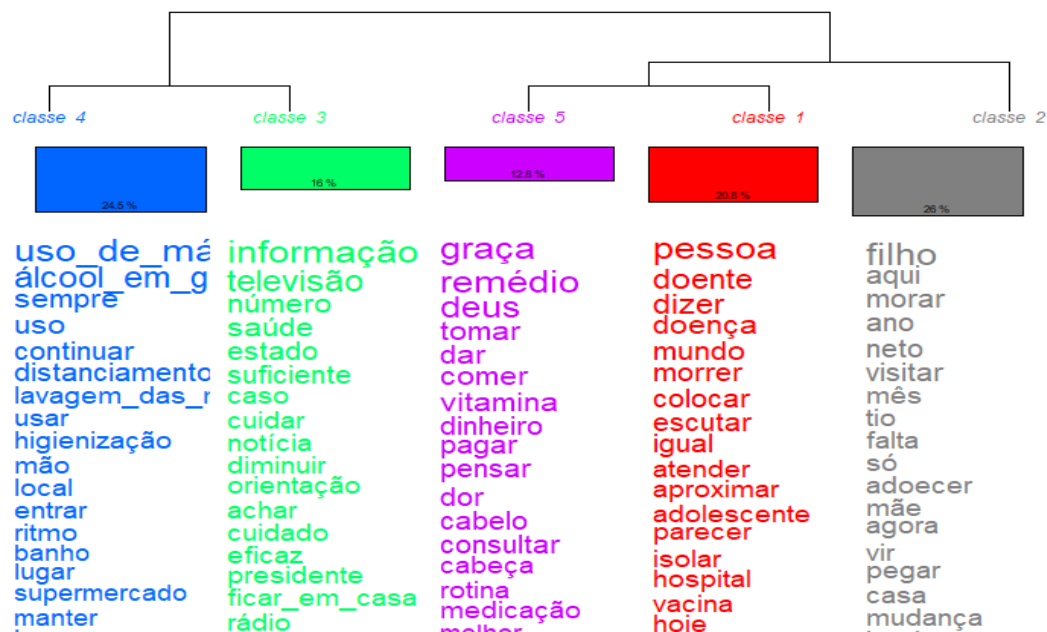 classe 4
classe 3
classe 5
classe 1
classe 2
24.5 %
16 %
12.8 %
20.8 %
26 %
uso_de_má
álcool_em_g
sempre
uso
continuar
distanciamento
lavagem_das_r
usar
higienização
mão
local
entrar
ritmo
banho
lugar
supermercado
manter
informação
televisão
número
saúde
estado
suficiente
caso
cuidar
notícia
diminuir
orientação
achar
cuidado
eficaz
presidente
ficar_em_casa
rádio
graça
remédio
deus
tomar
dar
comer
vitamina
dinheiro
pagar
pensar
dor
cabelo
consultar
cabeça
rotina
medicação
melhor
pessoa
doente
dizer
doença
mundo
morrer
colocar
escutar
igual
atender
aproximar
adolescente
parecer
isolar
hospital
vacina
hoje
filho
aqui
morar
ano
neto
visitar
mês
tio
falta
só
adoecer
mãe
agora
vir
pegar
casa
mudança